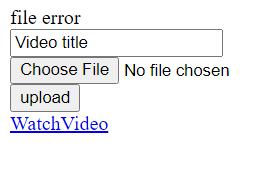 file error
Video title
Choose File No file chosen
upload
WatchVideo